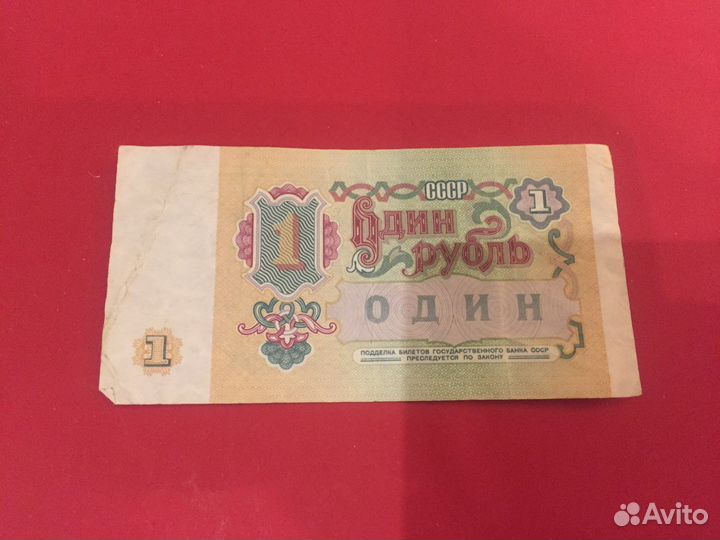 СССР
1
1
Один
рубль
ОДИН
1
ПОДДЕЛКА БИЛЕТОВ ГОСУДАРСТВЕННОГО БАНКА СССР
ПРЕСЛЕДУЕТСЯ ПО ЗАКОНУ
Avito